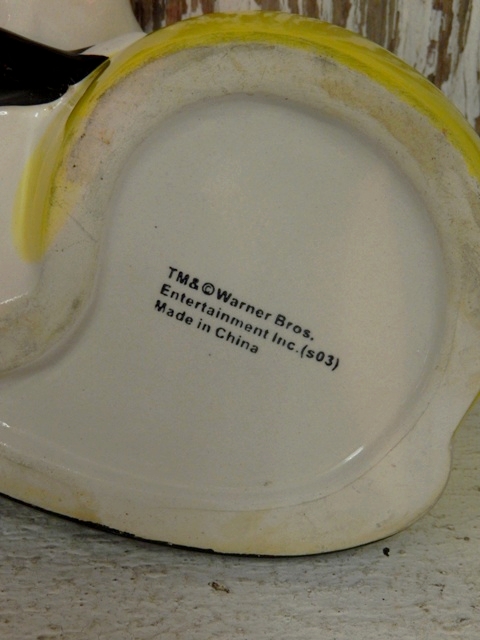 TM&©Warner Bros.
Entertainment Inc.(s03)
Made in China